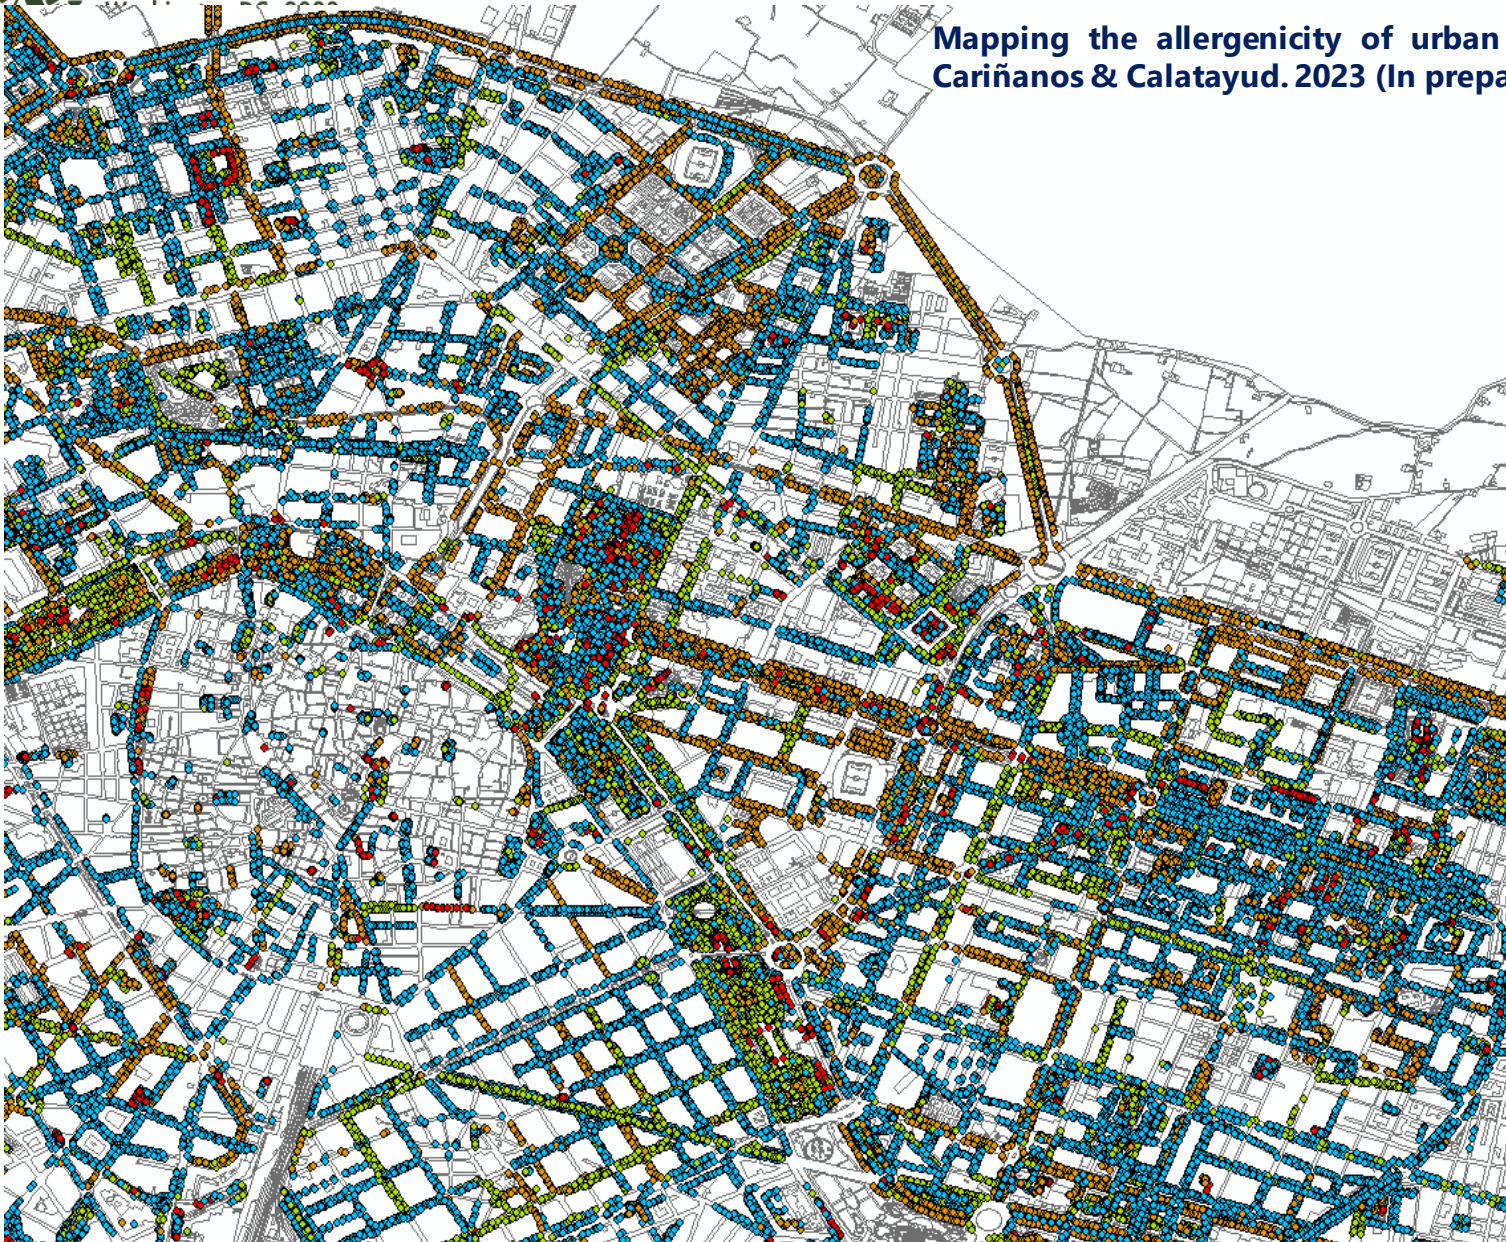 Mapping the allergenicity of urban
Cariñanos & Calatayud. 2023 (In prepa